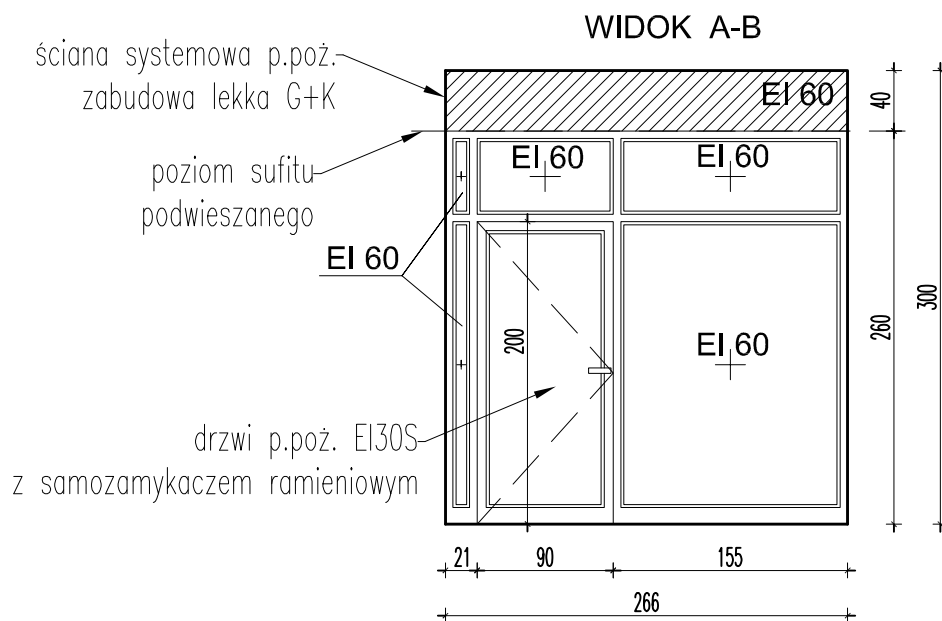 WIDOK A-B
ściana systemowa p.poż.
zabudowa lekka G+K
EI 60
40
poziom sufitu
podwieszanego
EI 60
EI 60
EI 60
200
EI 60
260
300
drzwi p.poż. EI30S
z samozamykaczem ramieniowym
21
90
155
266